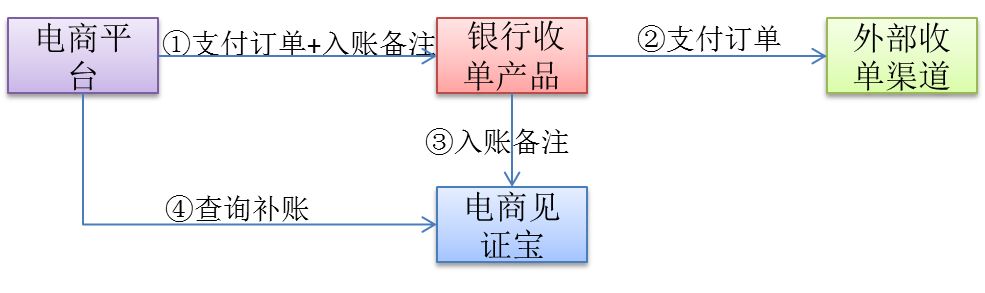 电商平
台
①支付订单+入账备注
银行收
单产品
②支付订单
外部收
单渠道
③入账备注
④查询补账
电商见
证宝